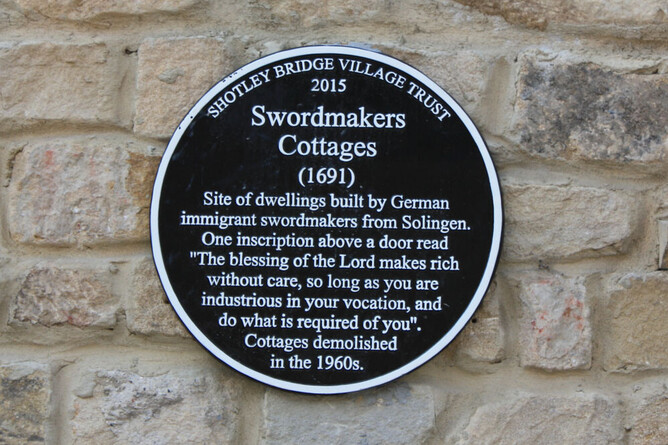 SHOTLEY BRIDGE VILLAGE TRUST
2015
Swordmakers
Cottages
(1691)
Site of dwellings built by German
immigrant swordmakers from Solingen.
One inscription above a door read
"The blessing of the Lord makes rich
without care, so long as you are
industrious in your vocation, and
do what is required of you".
Cottages demolished
in the 1960s.